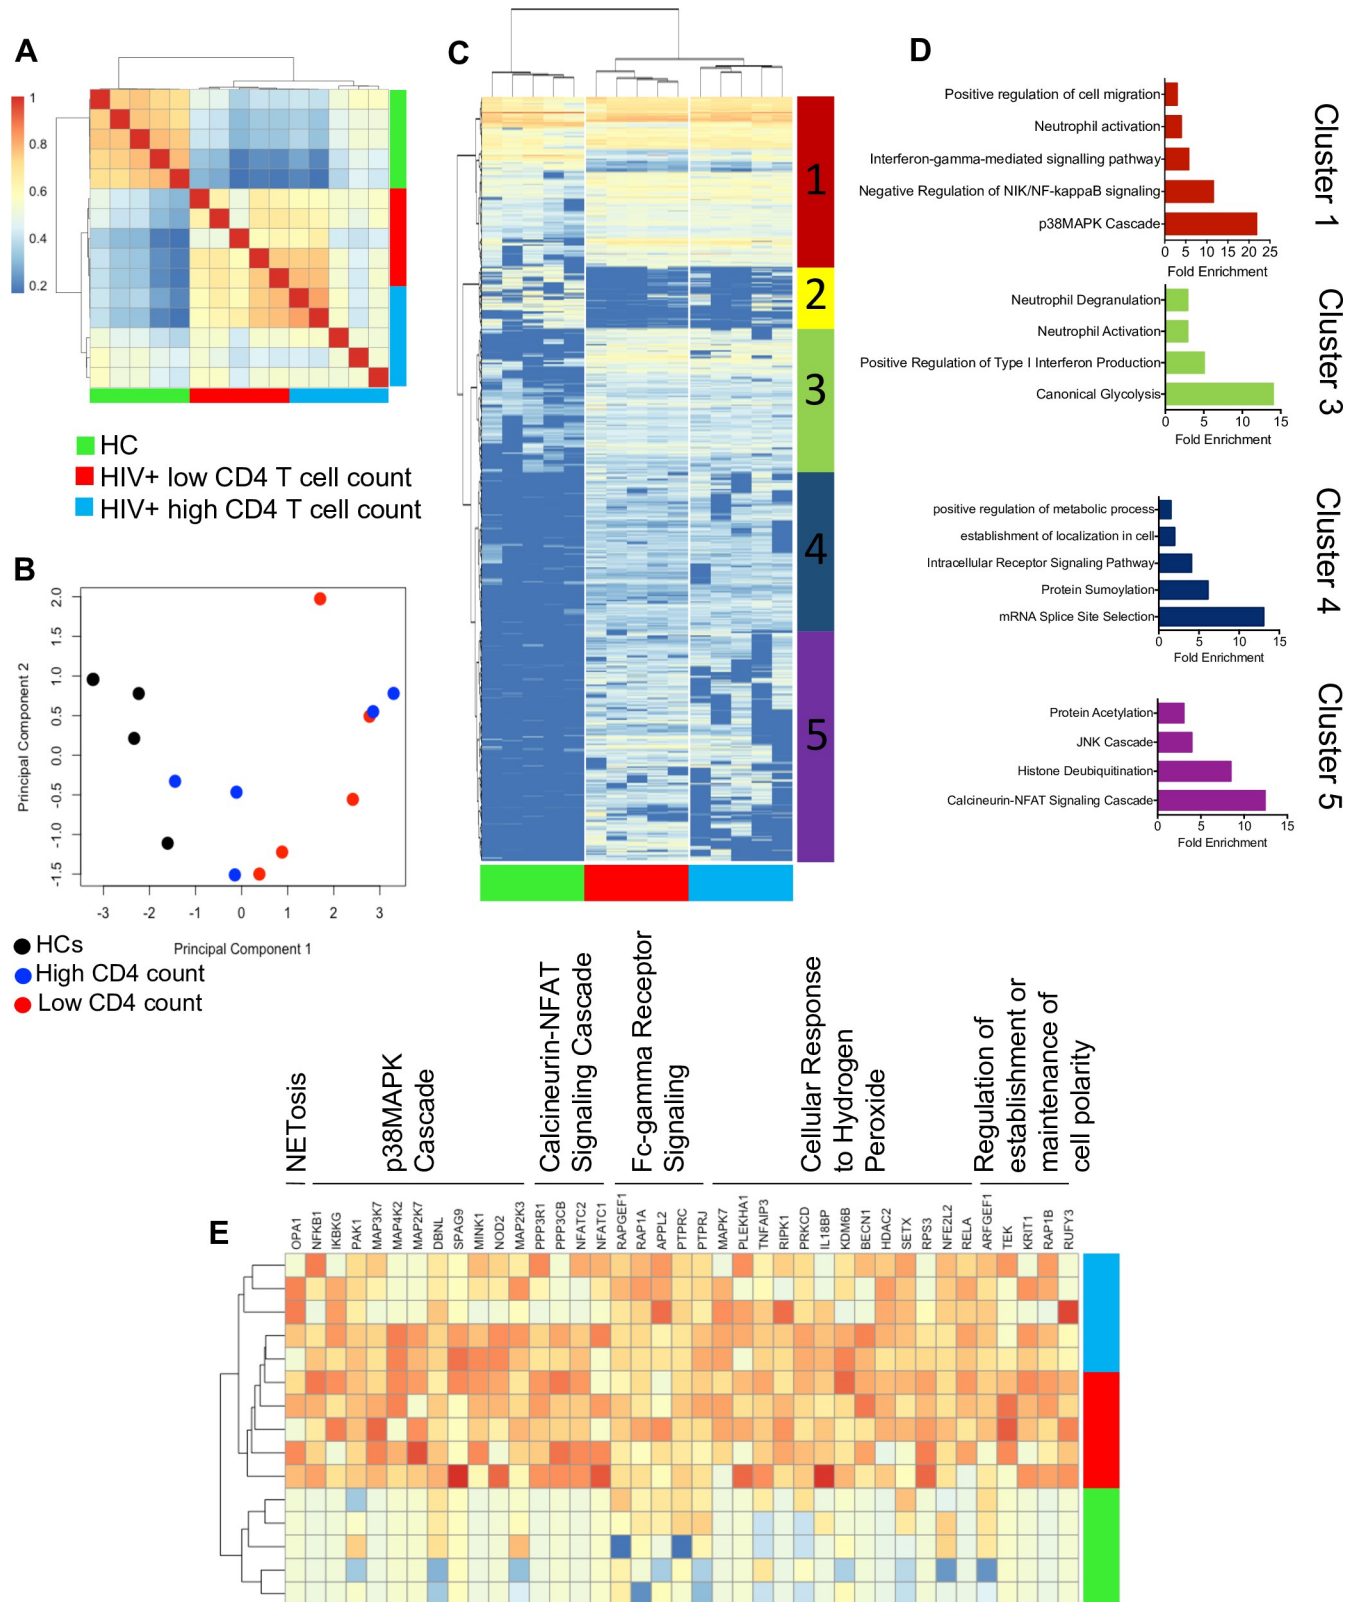 A
1
0.8
0.6
0.4
0.2
HC
HIV+ low CD4 T cell count
HIV+ high CD4 T cell count
B
Principal Component 2
2.0
1.5
1.0
0.5
0.0
-0.5
-1.0
-1.5
-3 -2 -1 0 1 2 3
Principal Component 1
HCs
High CD4 count
Low CD4 count
C
1
2
3
4
5
D
Positive regulation of cell migration
Neutrophil activation
Interferon-gamma-mediated signalling pathway
Negative Regulation of NIK/NF-kappaB signaling
p38MAPK Cascade
0 5 10 15 20 25
Fold Enrichment
Cluster 1
Neutrophil Degranulation
Neutrophil Activation
Positive Regulation of Type I Interferon Production
Canonical Glycolysis
0 5 10 15
Fold Enrichment
Cluster 3
positive regulation of metabolic process
establishment of localization in cell
Intracellular Receptor Signaling Pathway
Protein Sumoylation
mRNA Splice Site Selection
0 5 10 15
Fold Enrichment
Cluster 4
Protein Acetylation
JNK Cascade
Histone Deubiquitination
Calcineurin-NFAT Signaling Cascade
0 5 10 15
Fold Enrichment
Cluster 5
E
NETosis
p38MAPK
Cascade
Calcineurin-NFAT
Signaling Cascade
Fc-gamma Receptor
Signaling
Cellular Response
to Hydrogen
Peroxide
Regulation of
establishment or
maintenance of
cell polarity
OPA1
NFKB1
IKBKG
PAK1
MAP3K7
MAP4K2
MAP2K7
DBNL
SPAG9
MINK1
NOD2
MAP2K3
PPP3R1
PPP3CB
NFATC2
NFATC1
RAPGEF1
RAP1A
APPL2
PTPRC
PTPRJ
MAPK7
PLEKHA1
TNFAIP3
RIPK1
PRKCD
IL18BP
KDM6B
BECN1
HDAC2
SETX
RPS3
NFE2L2
RELA
ARFGEF1
TEK
KRIT1
RAP1B
RUFY3